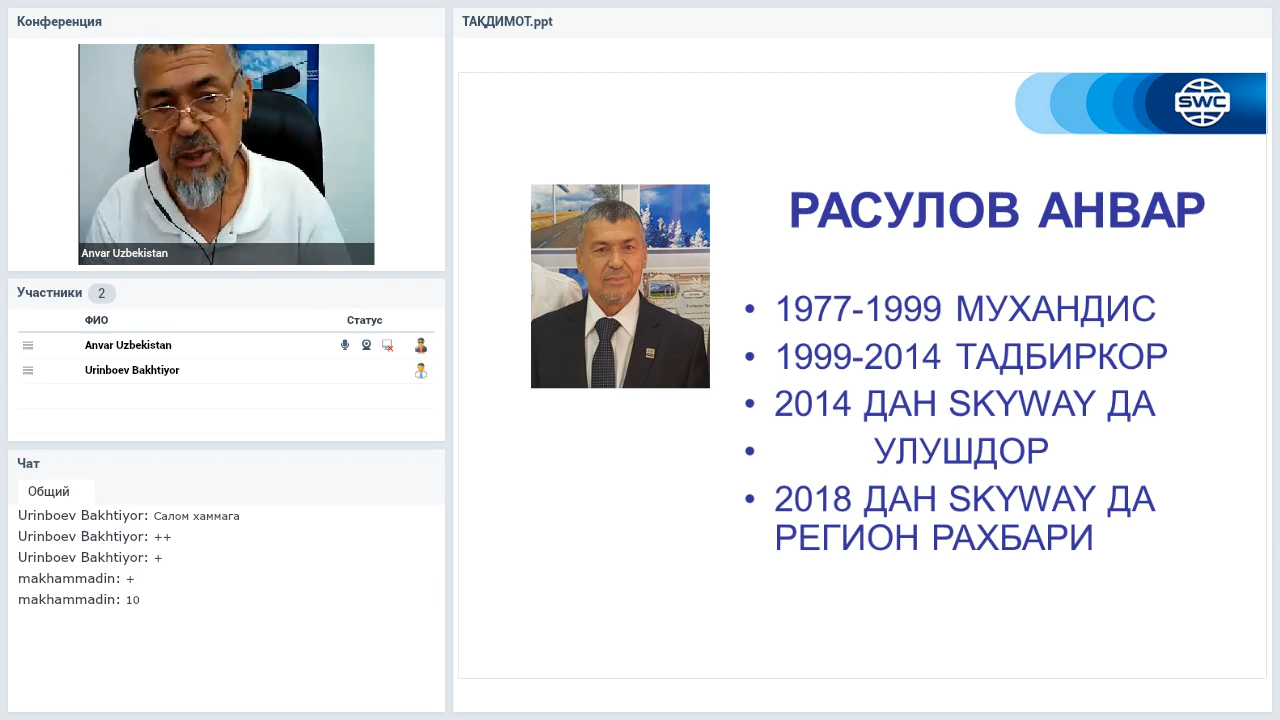 Конференция
Anvar Uzbekistan
Участники 2
ФИО Статус
Anvar Uzbekistan
Urinboev Bakhtiyor
Чат
Общий
Urinboev Bakhtiyor: Салом хаммага
Urinboev Bakhtiyor: ++
Urinboev Bakhtiyor: +
makhammadin: +
makhammadin: 10
ТАҚДИМОТ.ppt
SWC
РАСУЛОВ АНВАР
• 1977-1999 МУХАНДИС
• 1999-2014 ТАДБИРКОР
• 2014 ДАН SKYWAY ДА
• УЛУШДОР
• 2018 ДАН SKYWAY ДА
РЕГИОН РАХБАРИ